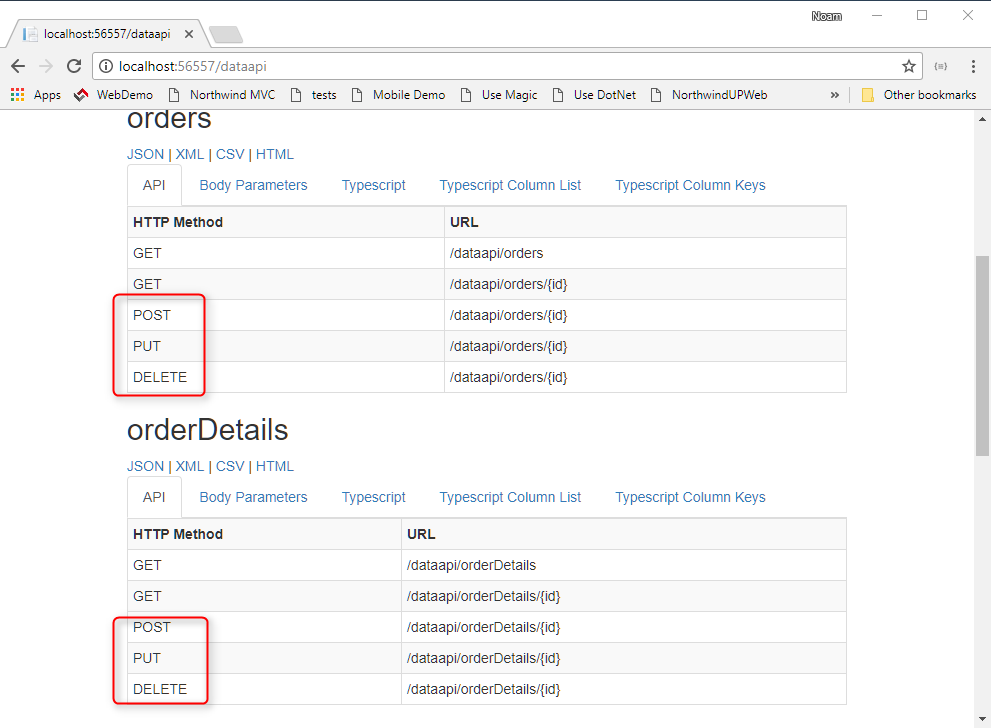 Noam
localhost:56557/dataapi
localhost:56557/dataapi
Apps WebDemo Northwind MVC tests Mobile Demo Use Magic Use DotNet NorthwindUPWeb » Other bookmarks
orders
JSON | XML | CSV | HTML
API Body Parameters Typescript Typescript Column List Typescript Column Keys
HTTP Method URL
GET /dataapi/orders
GET /dataapi/orders/{id}
POST /dataapi/orders/{id}
PUT /dataapi/orders/{id}
DELETE /dataapi/orders/{id}
orderDetails
JSON | XML | CSV | HTML
API Body Parameters Typescript Typescript Column List Typescript Column Keys
HTTP Method URL
GET /dataapi/orderDetails
GET /dataapi/orderDetails/{id}
POST /dataapi/orderDetails/{id}
PUT /dataapi/orderDetails/{id}
DELETE /dataapi/orderDetails/{id}